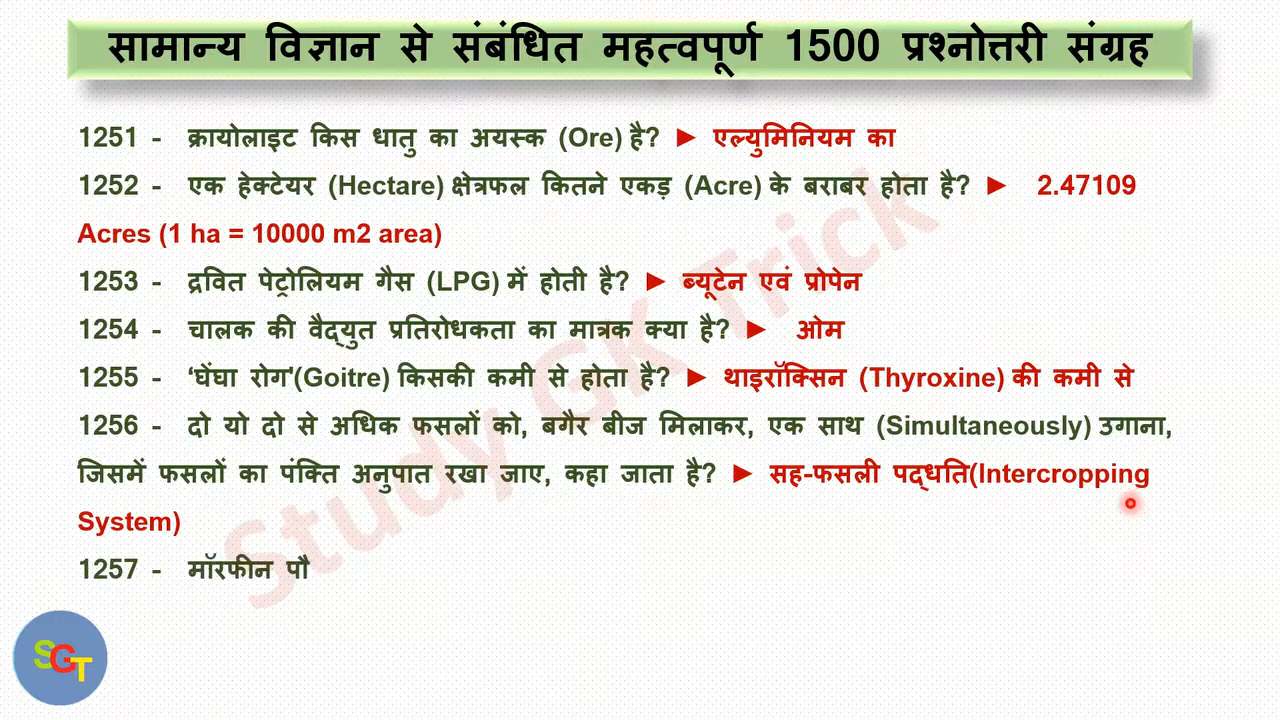 सामान्य विज्ञान से संबंधित महत्वपूर्ण 1500 प्रश्नोत्तरी संग्रह
1251 - क्रायोलाइट किस धातु का अयस्क (Ore) है? ► एल्युमिनियम का
1252 - एक हेक्टेयर (Hectare) क्षेत्रफल कितने एकड़ (Acre) के बराबर होता है? ► 2.47109
Acres (1 ha = 10000 m2 area)
1253 - द्रवित पेट्रोलियम गैस (LPG) में होती है? ► ब्यूटेन एवं प्रोपेन
1254 - चालक की वैद्युत प्रतिरोधकता का मात्रक क्या है? ► ओम
1255 - ‘घेंघा रोग'(Goitre) किसकी कमी से होता है? ► थाइरॉक्सिन (Thyroxine) की कमी से
1256 - दो यो दो से अधिक फसलों को, बगैर बीज मिलाकर, एक साथ (Simultaneously) उगाना,
जिसमें फसलों का पंक्ति अनुपात रखा जाए, कहा जाता है? ► सह-फसली पद्धति(Intercropping
System)
1257 - मॉरफीन पौ
Study GK Trick
SGT